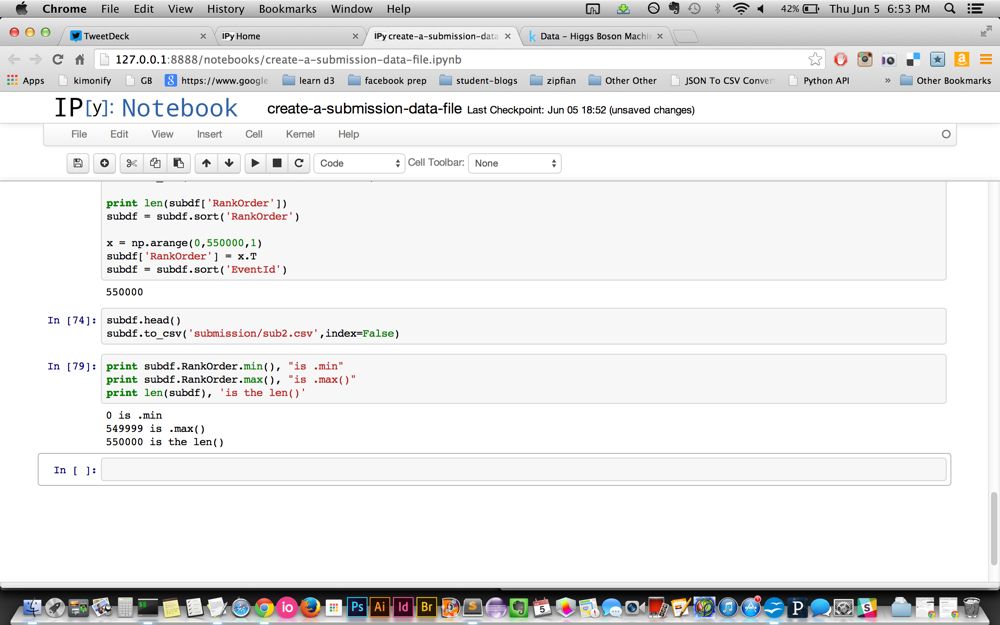 Chrome File Edit View History Bookmarks Window Help 42% Thu Jun 5 6:53 PM
TweetDeck IPy Home IPy create-a-submission-data Data – Higgs Boson Machi
127.0.0.1:8888/notebooks/create-a-submission-data-file.ipynb
Apps kimonify GB https://www.google learn d3 facebook prep student-blogs zipfian Other Other JSON To CSV Conver Python API » Other Bookmarks
IP[y]: Notebook create-a-submission-data-file Last Checkpoint: Jun 05 18:52 (unsaved changes)
File Edit View Insert Cell Kernel Help
Code Cell Toolbar: None
print len(subdf['RankOrder'])
subdf = subdf.sort('RankOrder')
x = np.arange(0,550000,1)
subdf['RankOrder'] = x.T
subdf = subdf.sort('EventId')
550000
In [74]: subdf.head()
subdf.to_csv('submission/sub2.csv',index=False)
In [79]: print subdf.RankOrder.min(), "is .min"
print subdf.RankOrder.max(), "is .max()"
print len(subdf), 'is the len()'
0 is .min
549999 is .max()
550000 is the len()
In [ ]:
io Ps Ai Id Br 5 P